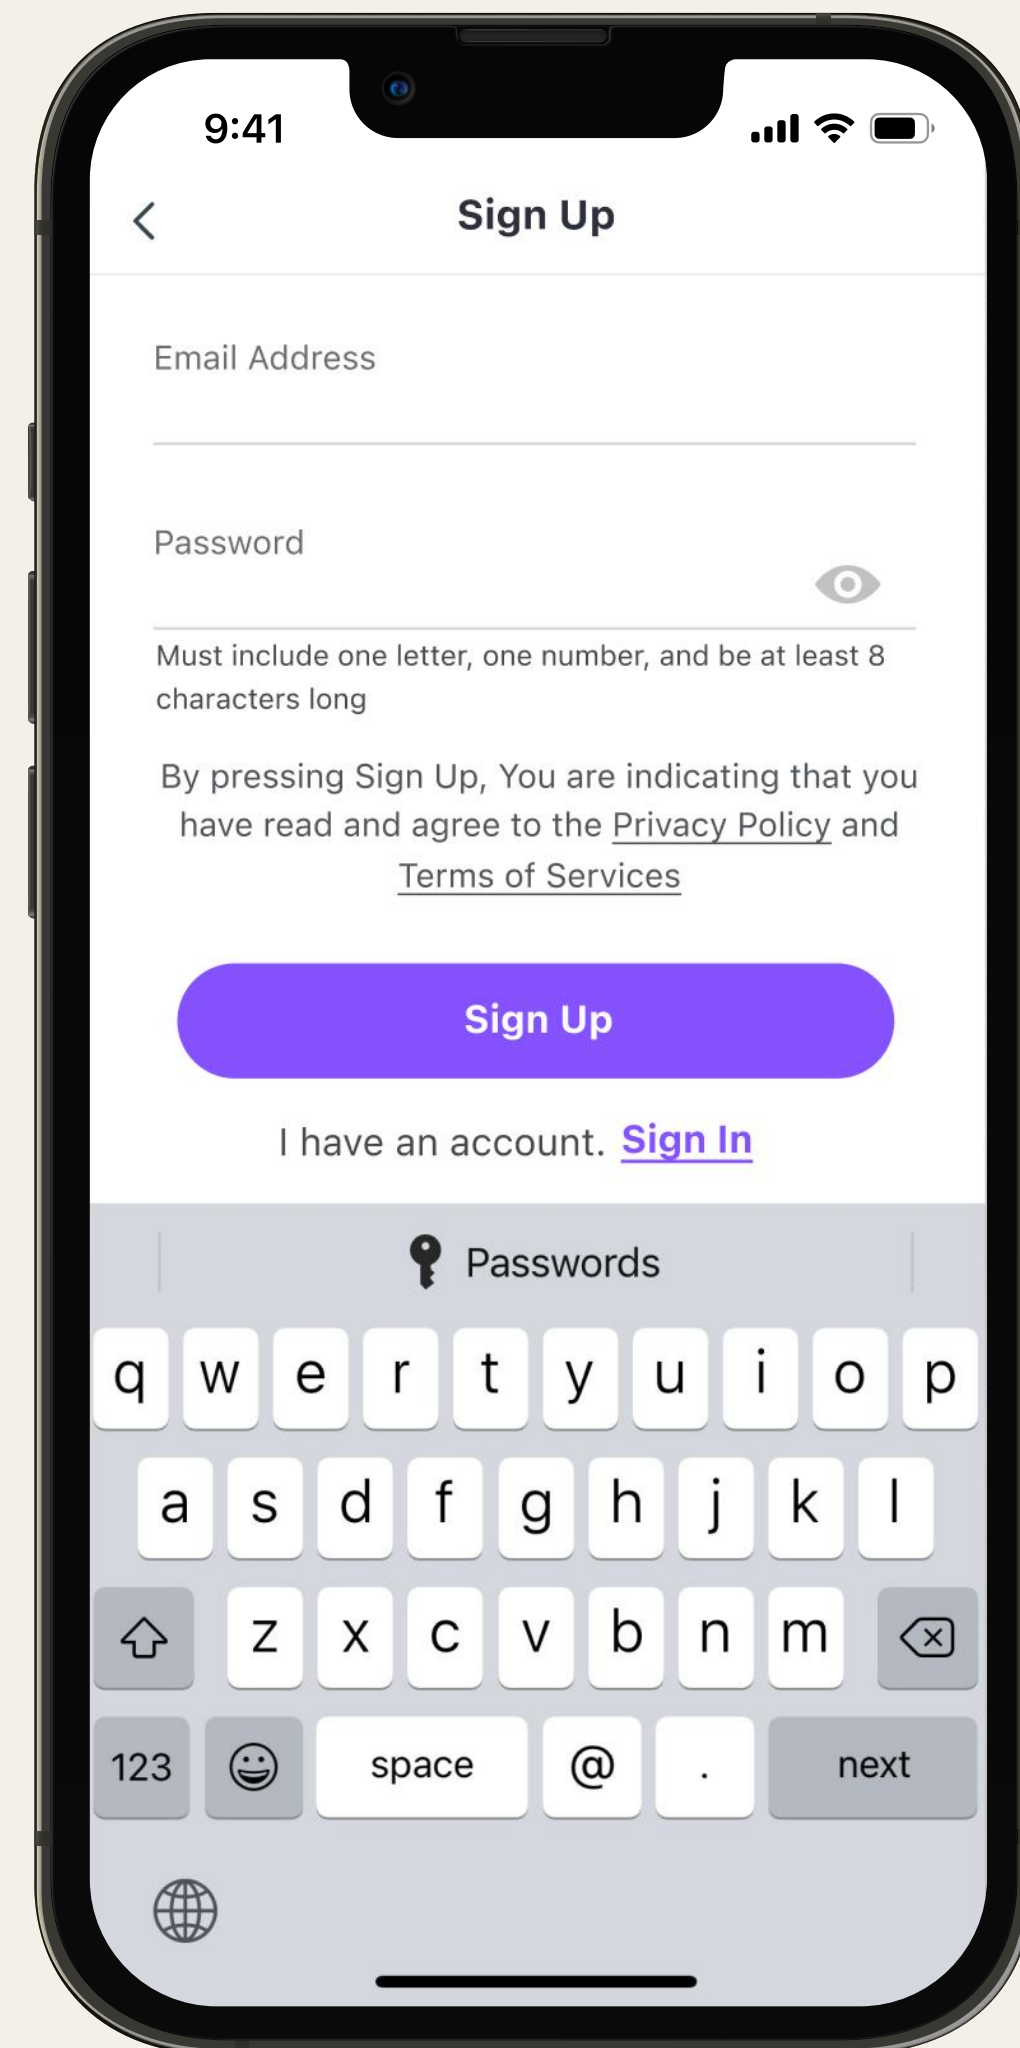 9:41
Sign Up
Email Address
Password
Must include one letter, one number, and be at least 8
characters long
By pressing Sign Up, You are indicating that you
have read and agree to the Privacy Policy and
Terms of Services
Sign Up
I have an account. Sign In
Passwords
q w e r t y u i o p
a s d f g h j k l
z x c v b n m
123 space @ . next